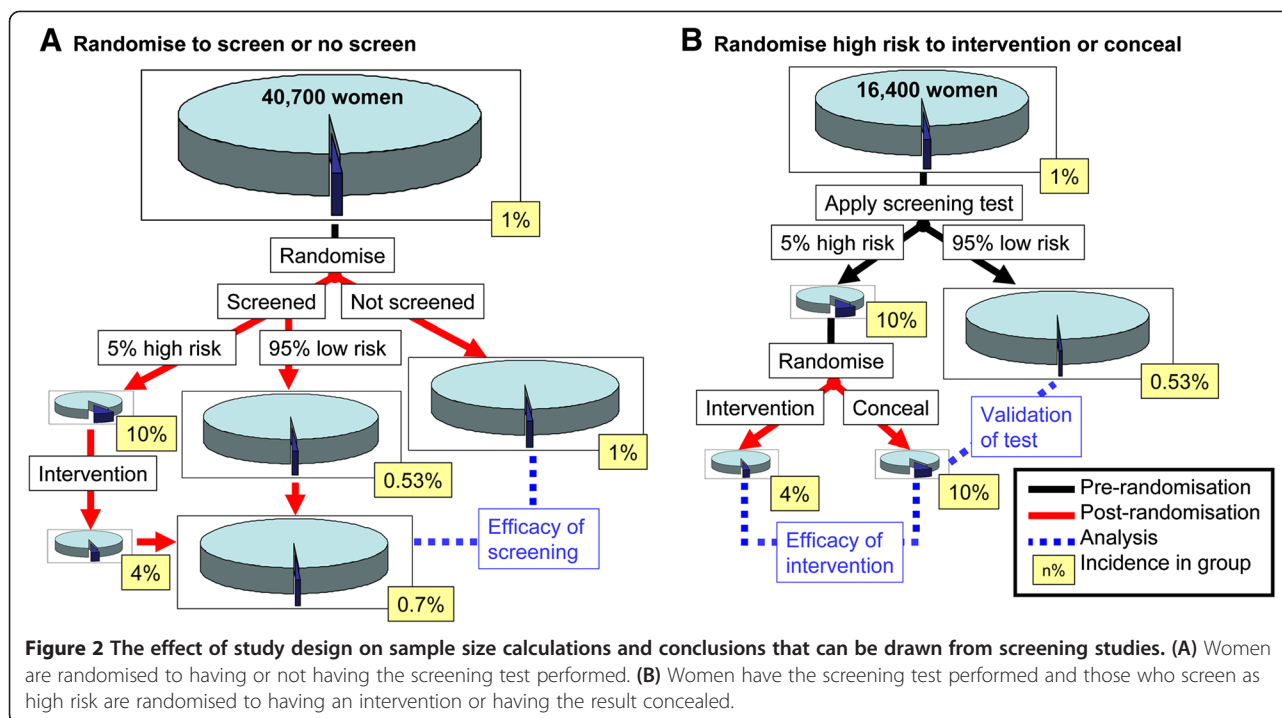 A Randomise to screen or no screen
40,700 women
1%
Randomise
Screened
Not screened
5% high risk
95% low risk
10%
Intervention
0.53%
1%
4%
0.7%
Efficacy of
screening
B Randomise high risk to intervention or conceal
16,400 women
1%
Apply screening test
5% high risk
95% low risk
10%
Randomise
0.53%
Intervention
Conceal
Validation
of test
4%
10%
Efficacy of
intervention
Pre-randomisation
Post-randomisation
Analysis
n% Incidence in group
Figure 2 The effect of study design on sample size calculations and conclusions that can be drawn from screening studies. (A) Women
are randomised to having or not having the screening test performed. (B) Women have the screening test performed and those who screen as
high risk are randomised to having an intervention or having the result concealed.